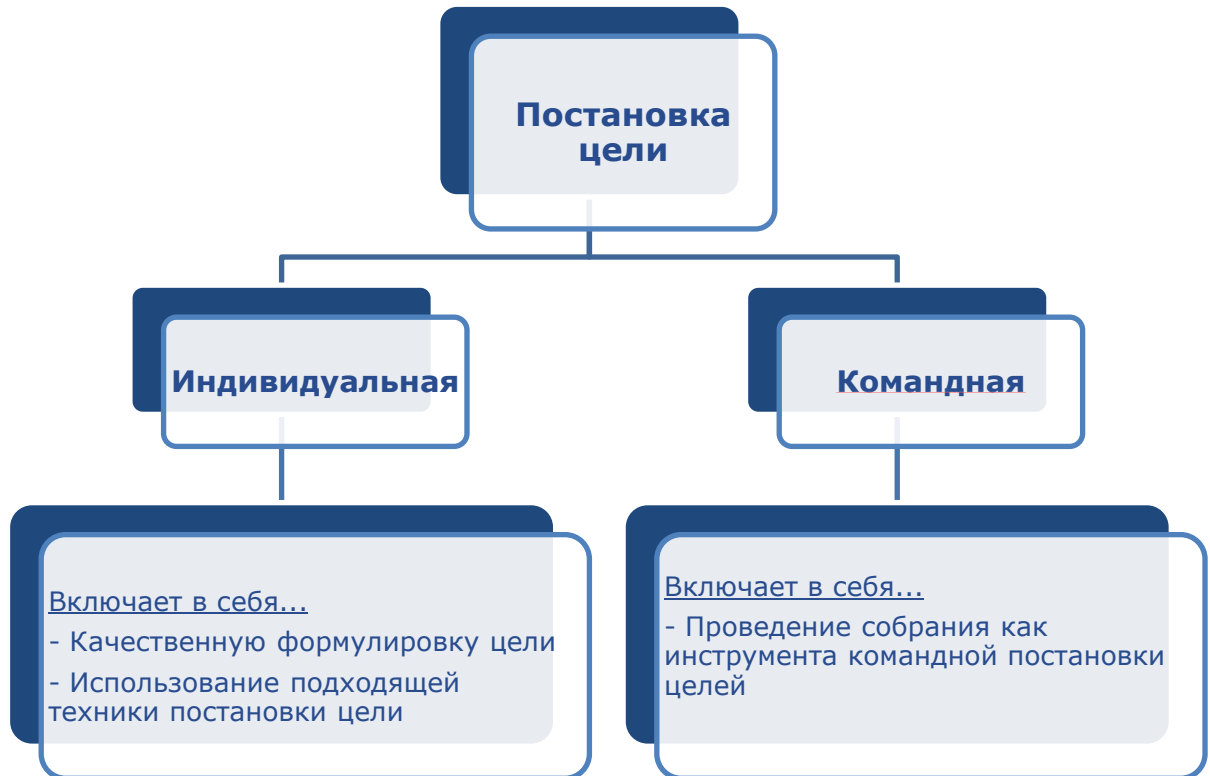 Постановка
цели
Индивидуальная
Командная
Включает в себя...
- Качественную формулировку цели
- Использование подходящей
техники постановки цели
Включает в себя...
- Проведение собрания как
инструмента командной постановки
целей